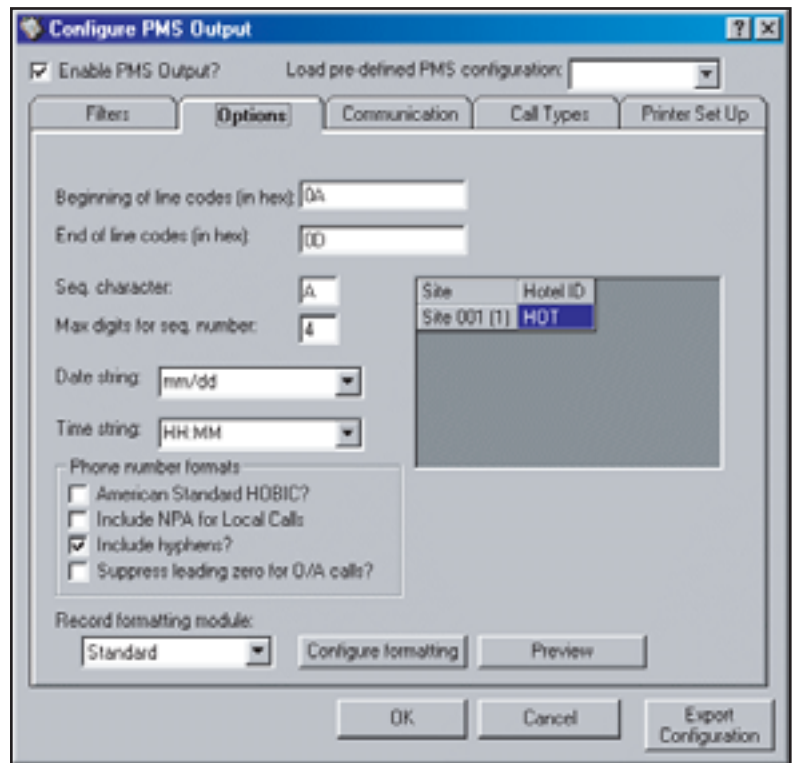 Configure PMS Output
Enable PMS Output?
Load pre-defined PMS configuration:
Filters
Options
Communication
Call Types
Printer Set Up
Beginning of line codes (in hex): 0A
End of line codes (in hex): 0D
Seq. character: A
Max digits for seq. number: 4
Site Hotel ID
Site 001 (1) HOT
Date string: mm/dd
Time string: HH:MM
Phone number formats
American Standard HOBIC?
Include NPA for Local Calls
Include hyphens?
Suppress leading zero for O/A calls?
Record formatting module:
Standard
Configure formatting
Preview
OK
Cancel
Export
Configuration